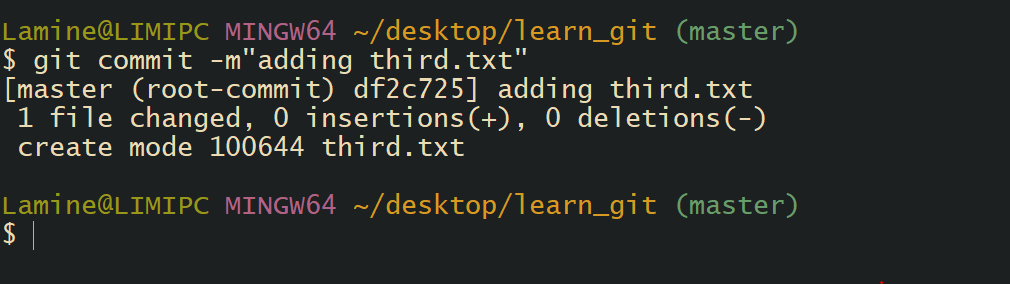 Lamine@LIMIPC MINGW64 ~/desktop/learn_git (master)
$ git commit -m"adding third.txt"
[master (root-commit) df2c725] adding third.txt
 1 file changed, 0 insertions(+), 0 deletions(-)
 create mode 100644 third.txt

Lamine@LIMIPC MINGW64 ~/desktop/learn_git (master)
$